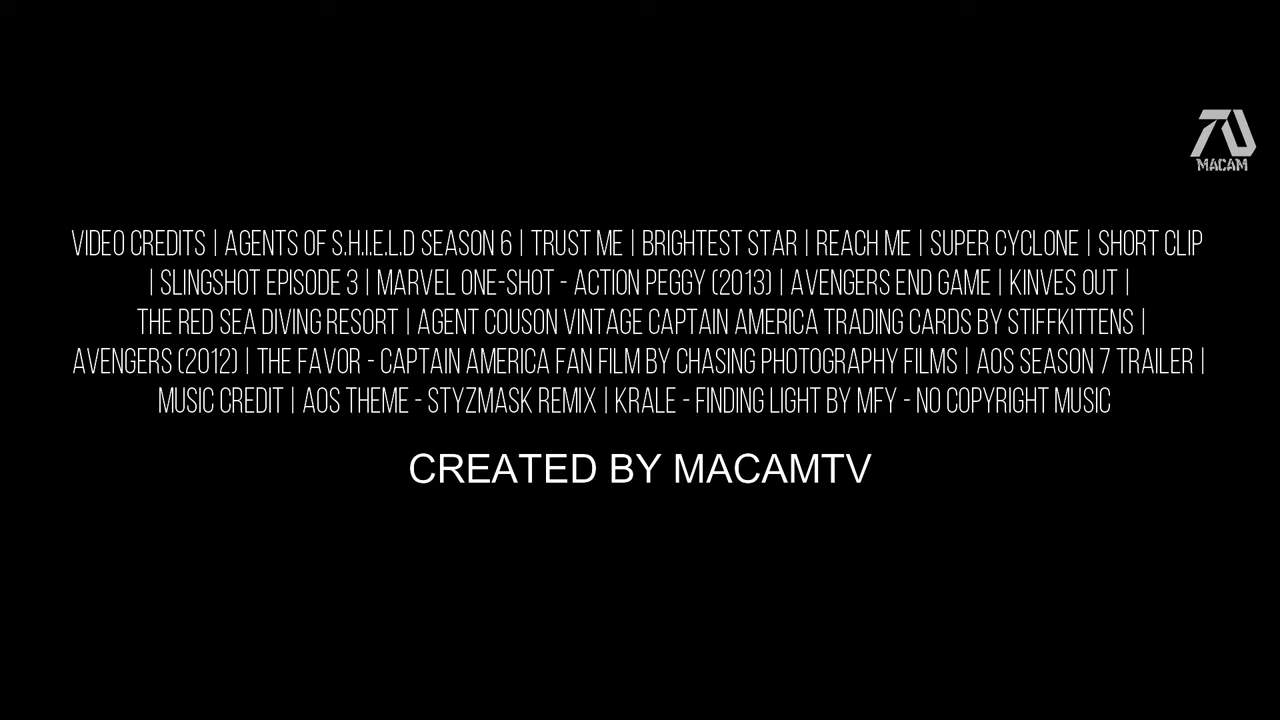 MACAM
VIDEO CREDITS | AGENTS OF S.H.I.E.L.D SEASON 6 | TRUST ME | BRIGHTEST STAR | REACH ME | SUPER CYCLONE | SHORT CLIP
| SLINGSHOT EPISODE 3 | MARVEL ONE-SHOT - ACTION PEGGY (2013) | AVENGERS END GAME | KINVES OUT |
THE RED SEA DIVING RESORT | AGENT COUSON VINTAGE CAPTAIN AMERICA TRADING CARDS BY STIFFKITTENS |
AVENGERS (2012) | THE FAVOR - CAPTAIN AMERICA FAN FILM BY CHASING PHOTOGRAPHY FILMS | AOS SEASON 7 TRAILER |
MUSIC CREDIT | AOS THEME - STYZMASK REMIX | KRALE - FINDING LIGHT BY MFY - NO COPYRIGHT MUSIC
CREATED BY MACAMTV